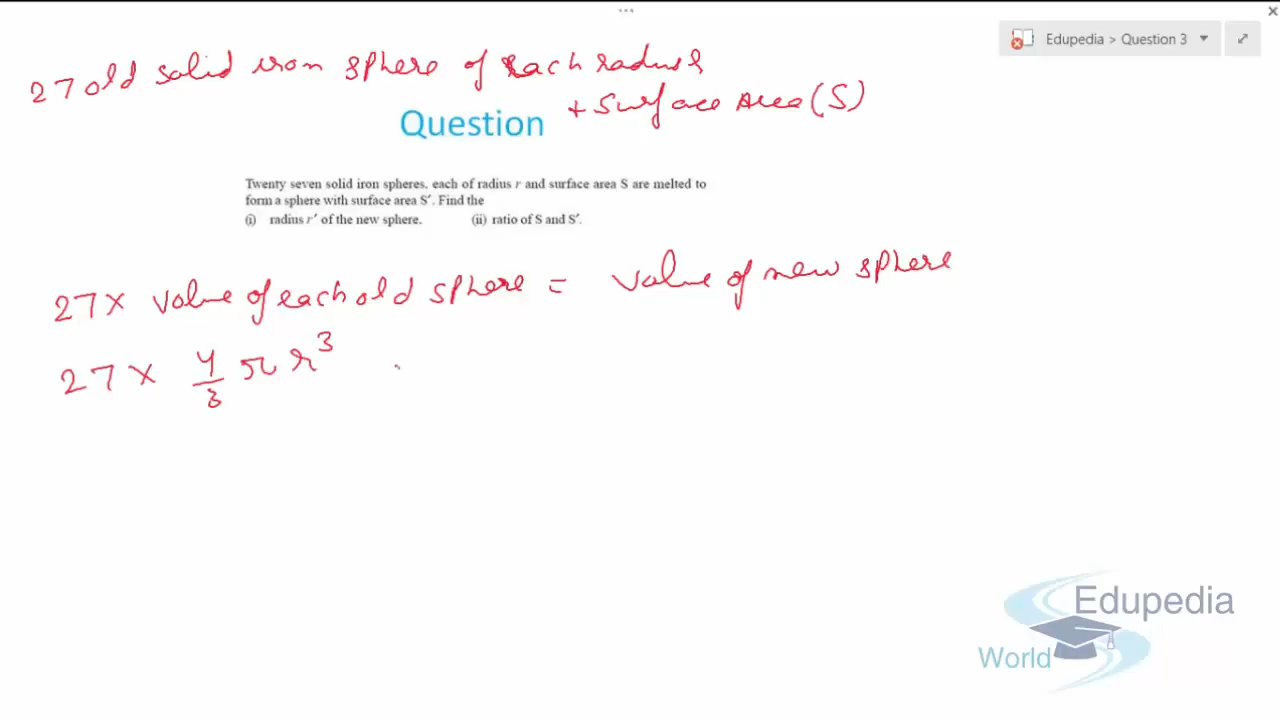 Edupedia > Question 3
27 old solid iron sphere of each radius
+ Surface Area (S)
Question
Twenty seven solid iron spheres, each of radius r and surface area S are melted to
form a sphere with surface area S′. Find the
(i) radius r′ of the new sphere. (ii) ratio of S and S′.
27 × value of each old sphere = value of new sphere
27 × 4/3 π r³
Edupedia
World